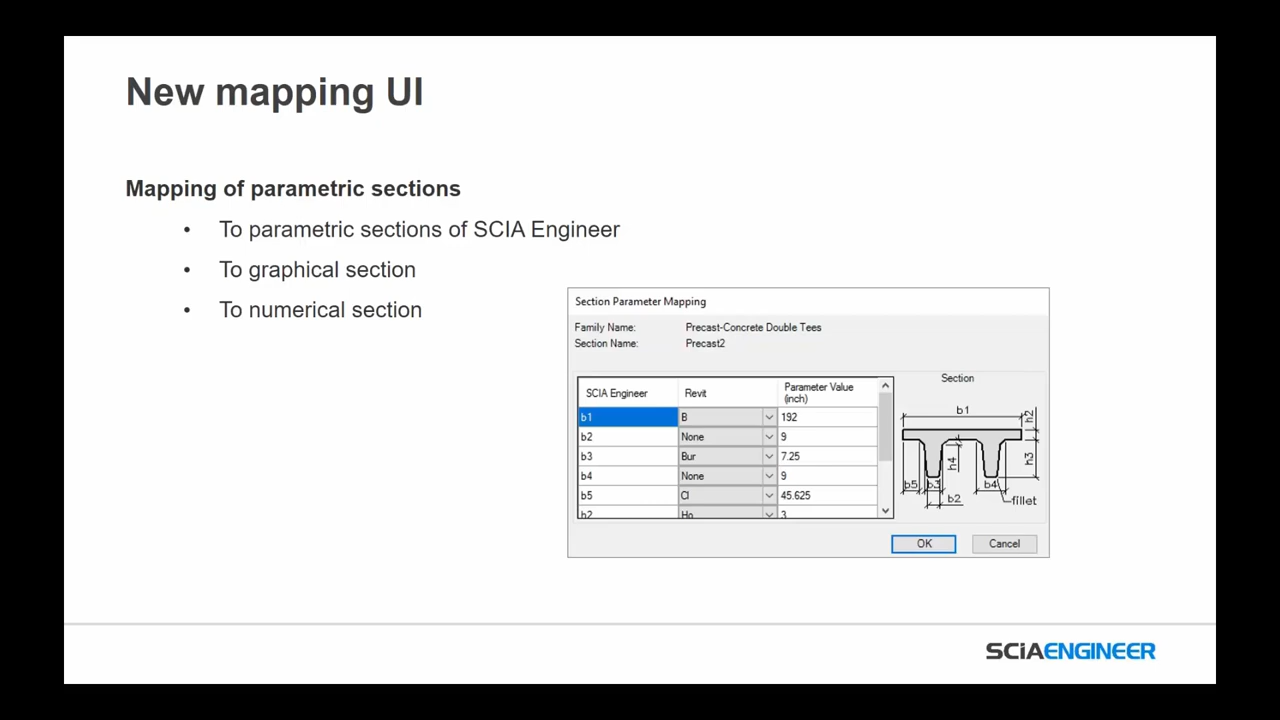 New mapping UI
Mapping of parametric sections
• To parametric sections of SCIA Engineer
• To graphical section
• To numerical section
Section Parameter Mapping
Family Name: Precast-Concrete Double Tees
Section Name: Precast2
SCIA Engineer Revit Parameter Value (inch)
b1 B 192
b2 None 9
b3 Bur 7.25
b4 None 9
b5 Cl 45.625
b2 Ho 3
Section
b1
h2
h4
h3
b5
b3
b4
b2
fillet
OK Cancel
SCiAENGINEER